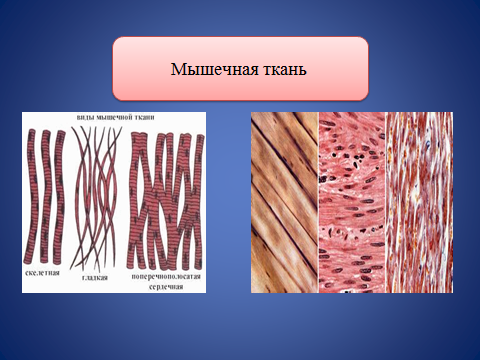 Мышечная ткань
виды мышечной ткани
скелетная
гладкая
поперечнополосатая
сердечная